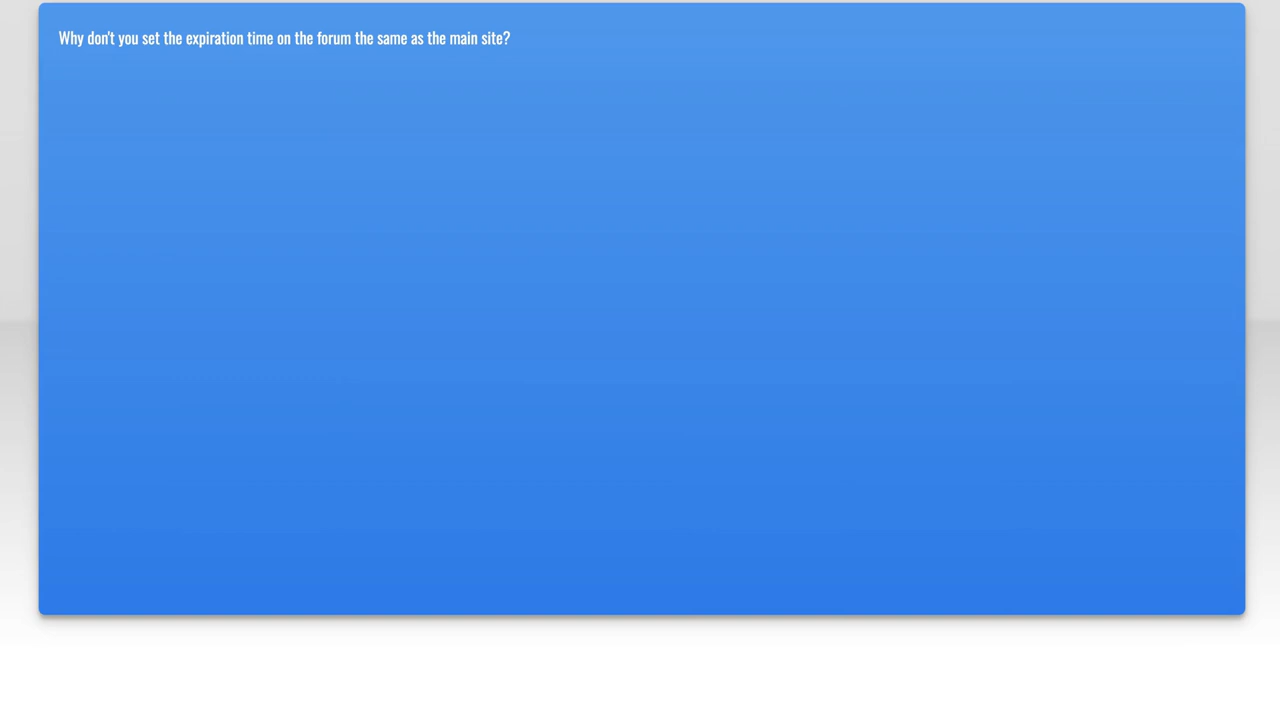 Why don't you set the expiration time on the forum the same as the main site?